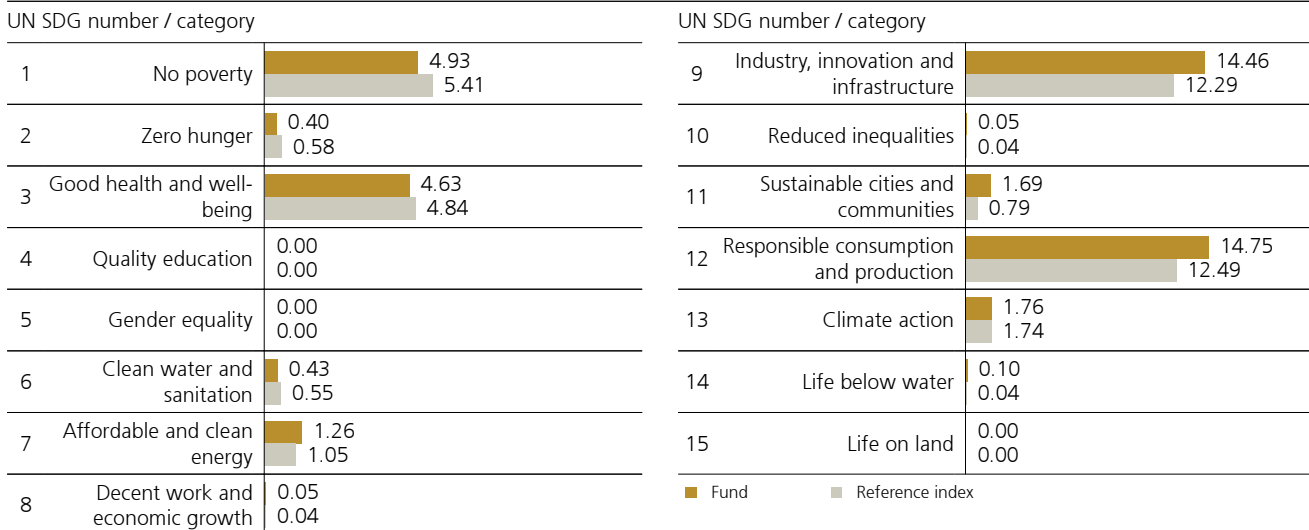 UN SDG number / category
1
No poverty
4.93
5.41
2
Zero hunger
0.40
0.58
3
Good health and well-
being
4.63
4.84
4
Quality education
0.00
0.00
5
Gender equality
0.00
0.00
6
Clean water and
sanitation
0.43
0.55
7
Affordable and clean
energy
1.26
1.05
8
Decent work and
economic growth
0.05
0.04
UN SDG number / category
9
Industry, innovation and
infrastructure
14.46
12.29
10
Reduced inequalities
0.05
0.04
11
Sustainable cities and
communities
1.69
0.79
12
Responsible consumption
and production
14.75
12.49
13
Climate action
1.76
1.74
14
Life below water
0.10
0.04
15
Life on land
0.00
0.00
Fund
Reference index